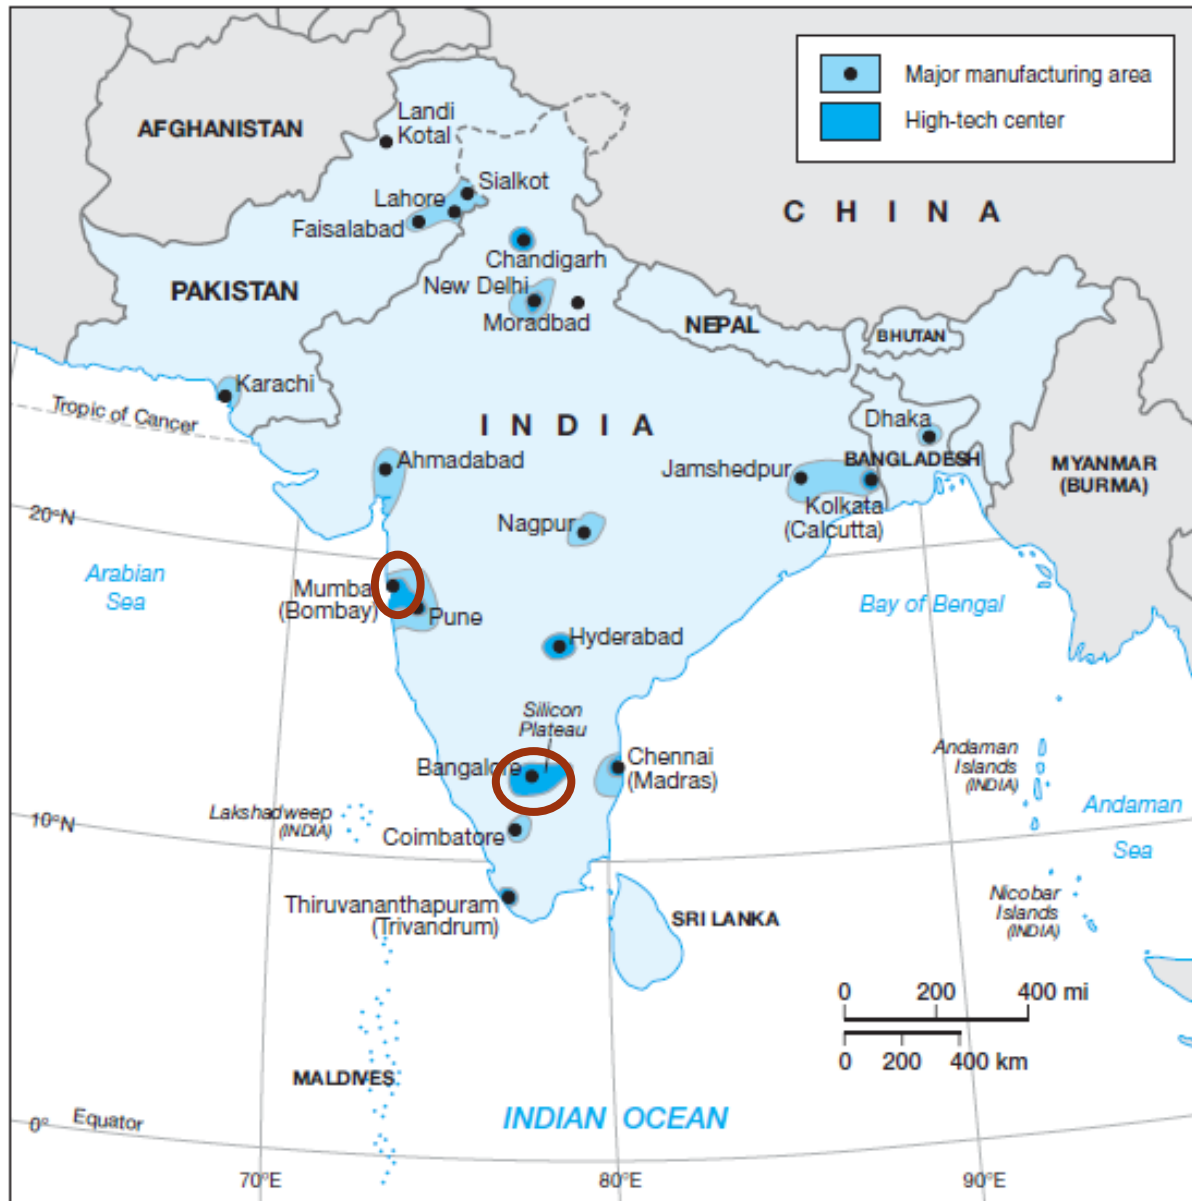 Major manufacturing area
High-tech center
AFGHANISTAN
Landi
Kotal
Sialkot
Lahore
Faisalabad
CHINA
Chandigarh
New Delhi
Moradbad
PAKISTAN
NEPAL
BHUTAN
Karachi
Tropic of Cancer
INDIA
Dhaka
Ahmadabad
Jamshedpur
BANGLADESH
MYANMAR
(BURMA)
Kolkata
(Calcutta)
20°N
Nagpur
Arabian
Sea
Mumba
(Bombay)
Pune
Bay of Bengal
Hyderabad
Silicon
Plateau
Bangalore
Chennai
(Madras)
Andaman
Islands
(INDIA)
Lakshadweep
(INDIA)
10°N
Coimbatore
Andaman
Sea
Thiruvananthapuram
(Trivandrum)
SRI LANKA
Nicobar
Islands
(INDIA)
0 200 400 mi
0 200 400 km
MALDIVES
INDIAN OCEAN
0° Equator
70°E 80°E 90°E